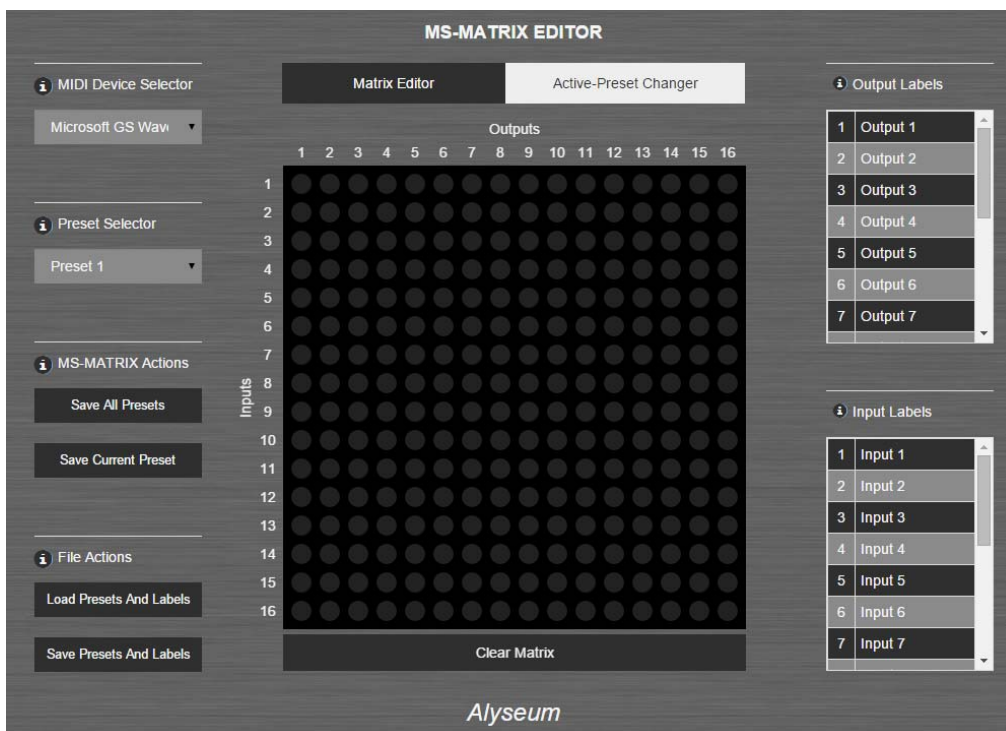 MS-MATRIX EDITOR
MIDI Device Selector
Microsoft GS Wav
Preset Selector
Preset 1
MS-MATRIX Actions
Save All Presets
Save Current Preset
File Actions
Load Presets And Labels
Save Presets And Labels
Matrix Editor
Active-Preset Changer
Outputs
1 2 3 4 5 6 7 8 9 10 11 12 13 14 15 16
Inputs
1
2
3
4
5
6
7
8
9
10
11
12
13
14
15
16
Clear Matrix
Output Labels
1 Output 1
2 Output 2
3 Output 3
4 Output 4
5 Output 5
6 Output 6
7 Output 7
Input Labels
1 Input 1
2 Input 2
3 Input 3
4 Input 4
5 Input 5
6 Input 6
7 Input 7
Alyseum